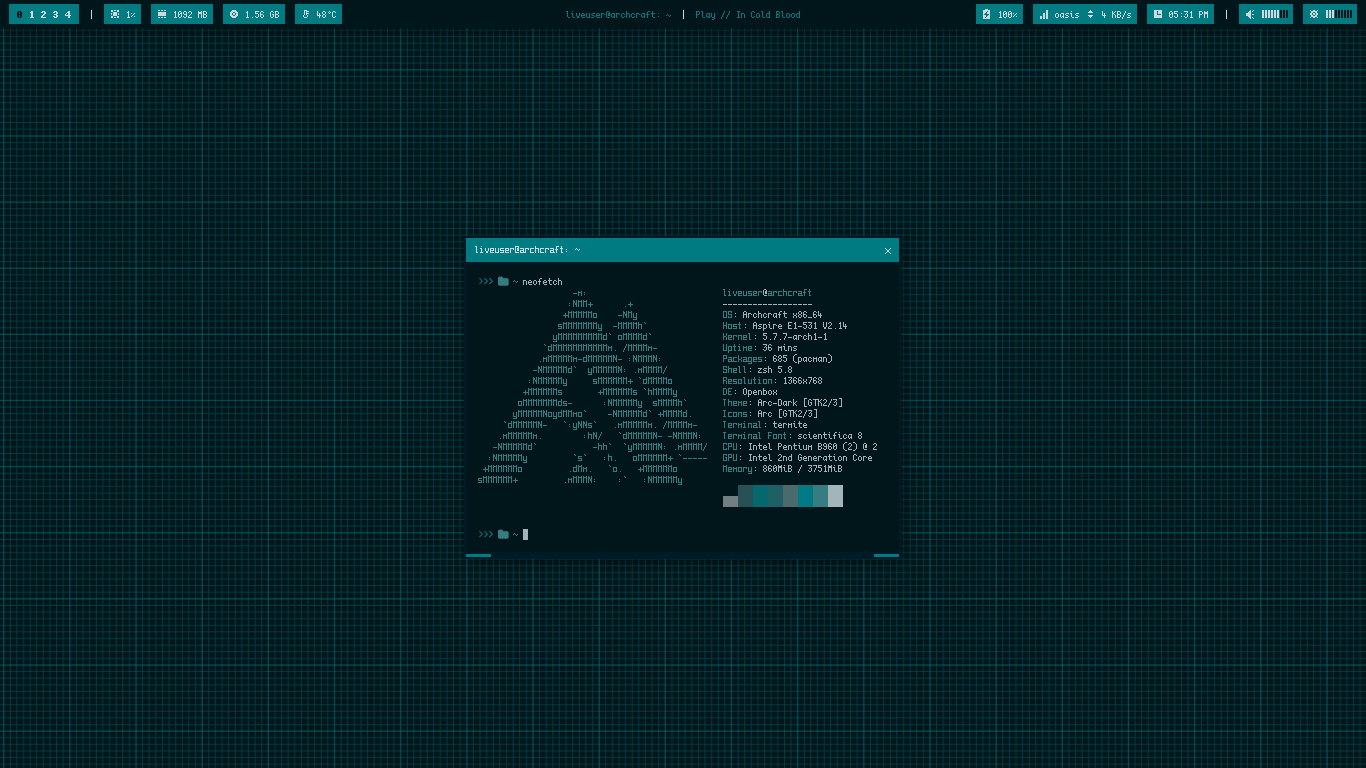 0 1 2 3 4 | 1% 1092 MB 1.56 GB 48°C liveuser@archcraft: ~ | Play // In Cold Blood 100% oasis 4 KB/s 05:31 PM |
liveuser@archcraft: ~ ×
~ neofetch
liveuser@archcraft
------------------
OS: Archcraft x86_64
Host: Aspire E1-531 V2.14
Kernel: 5.7.7-arch1-1
Uptime: 36 mins
Packages: 685 (pacman)
Shell: zsh 5.8
Resolution: 1366x768
DE: Openbox
Theme: Arc-Dark [GTK2/3]
Icons: Arc [GTK2/3]
Terminal: termite
Terminal Font: scientifica 8
CPU: Intel Pentium B960 (2) @ 2
GPU: Intel 2nd Generation Core
Memory: 860MiB / 3751MiB
~